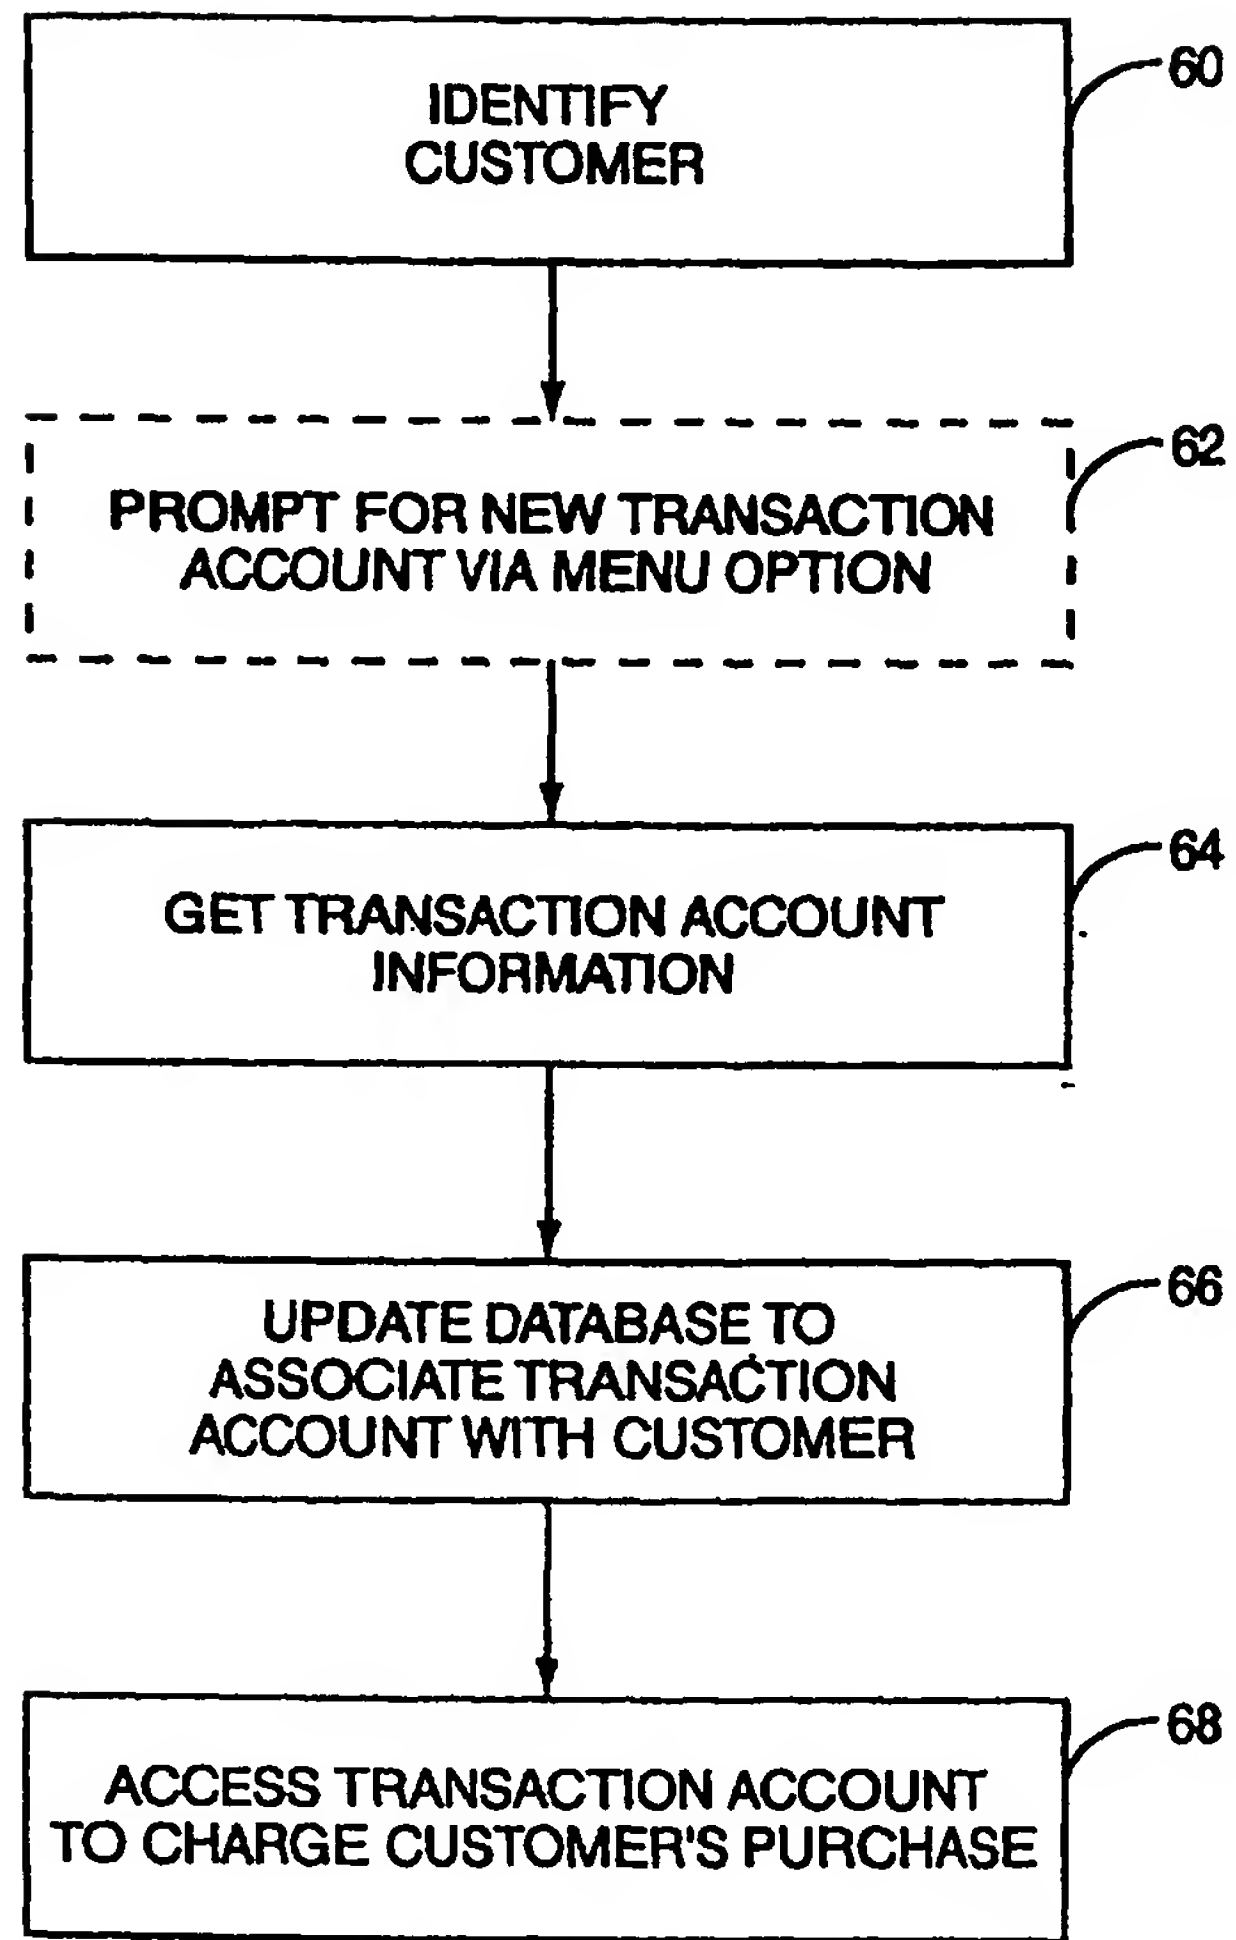 IDENTIFY
CUSTOMER
60
PROMPT FOR NEW TRANSACTION
ACCOUNT VIA MENU OPTION
62
GET TRANSACTION ACCOUNT
INFORMATION
64
UPDATE DATABASE TO
ASSOCIATE TRANSACTION
ACCOUNT WITH CUSTOMER
66
ACCESS TRANSACTION ACCOUNT
TO CHARGE CUSTOMER'S PURCHASE
68